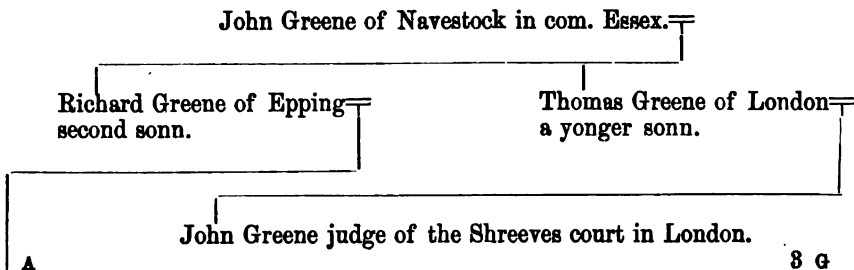 John Greene of Navestock in com. Essex.
Richard Greene of Epping
second sonn.
Thomas Greene of London
a yonger sonn.
John Greene judge of the Shreeves court in London.
A
3 G